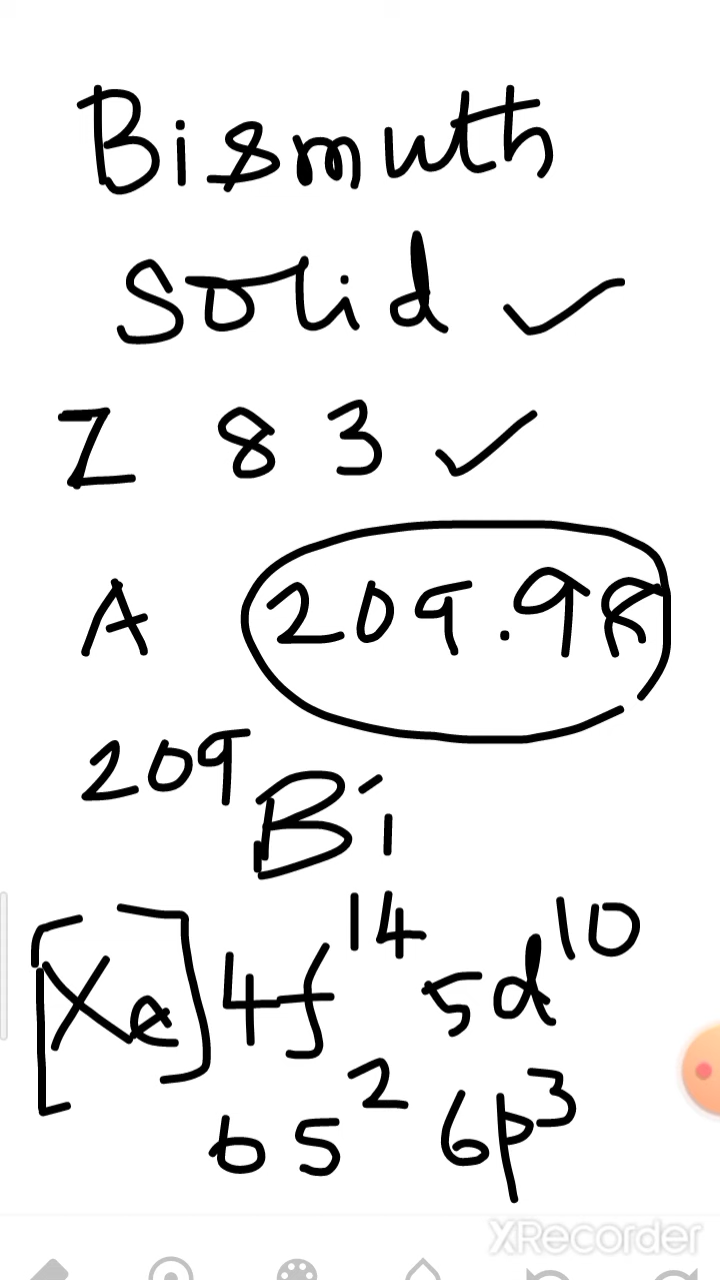 Bismuth
Solid ✓
Z 83 ✓
A 209.98
²⁰⁹Bi
[Xe]4f¹⁴ 5d¹⁰
6s² 6p³
XRecorder